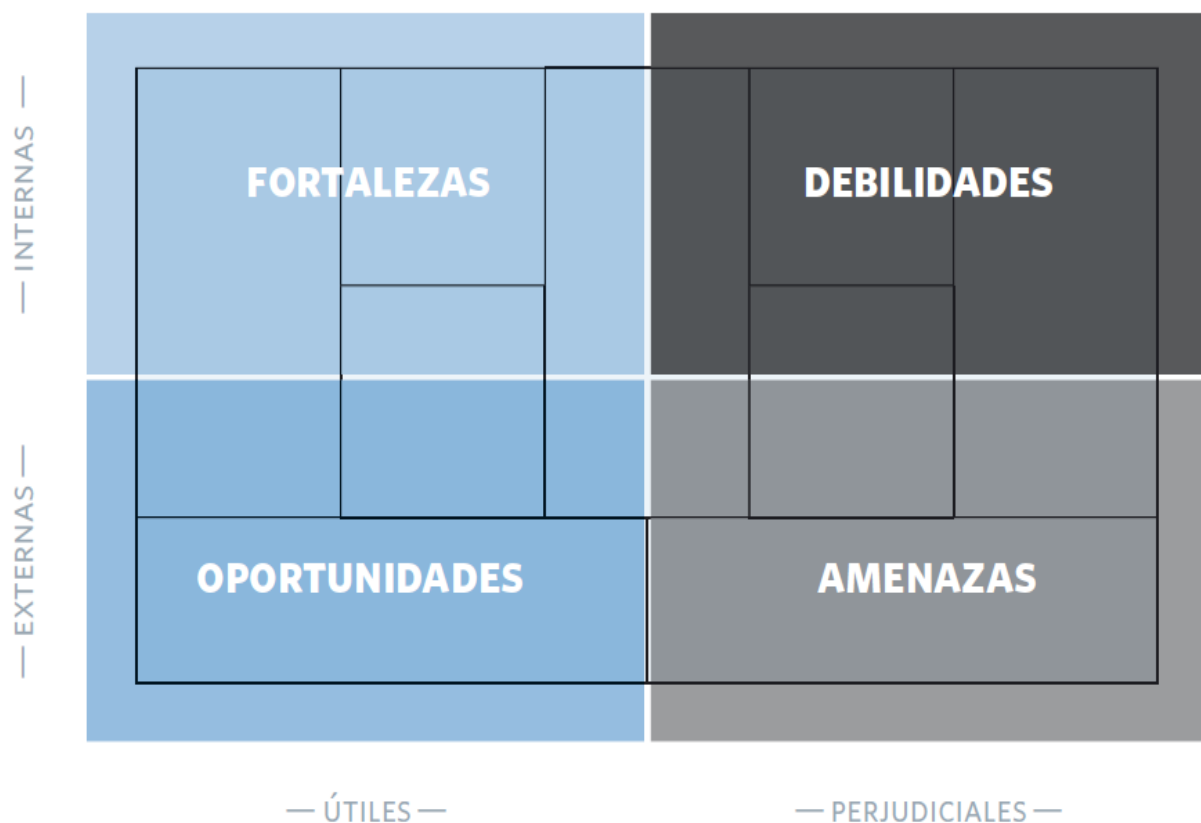 — INTERNAS —
FORTALEZAS
DEBILIDADES
— EXTERNAS —
OPORTUNIDADES
AMENAZAS
— ÚTILES —
— PERJUDICIALES —